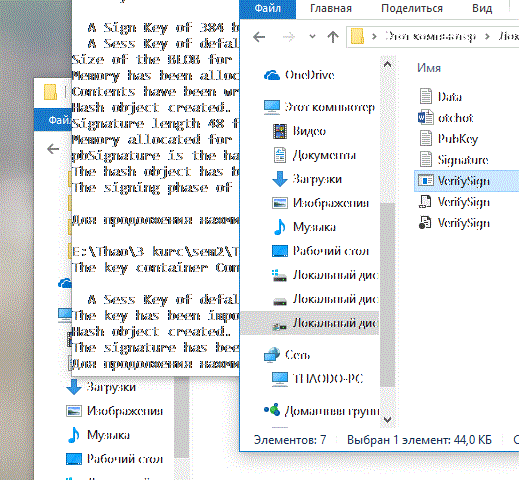 Файл
Главная
Поделиться
Вид
Этот компьютер
Имя
OneDrive
Этот компьютер
Видео
Документы
Загрузки
Изображения
Музыка
Рабочий стол
Локальный дис
Локальный дис
Локальный дис
Сеть
THAODO-PC
Домашняя групп
Data
otchot
PubKey
Signature
VerifySign
VerifySign
VerifySign
Элементов: 7
Выбран 1 элемент: 44,0 КБ
A Sign Key of 384 b
A Sess Key of defal
Size of the BLOB for
Memory has been alloc
Contents have been wr
Hash object created.
Signature length 48 f
Memory allocated for
pbSignature is the ha
The hash object has b
The signing phase of
Для продолжения нажми
E:\Thao\3 kurc\sem2\T
The key container Con
A Sess Key of defal
The key has been impo
Hash object created.
The signature has bee
Для продолжения нажми
Фай
Загрузки
Изображения
Музыка
Рабочий стол